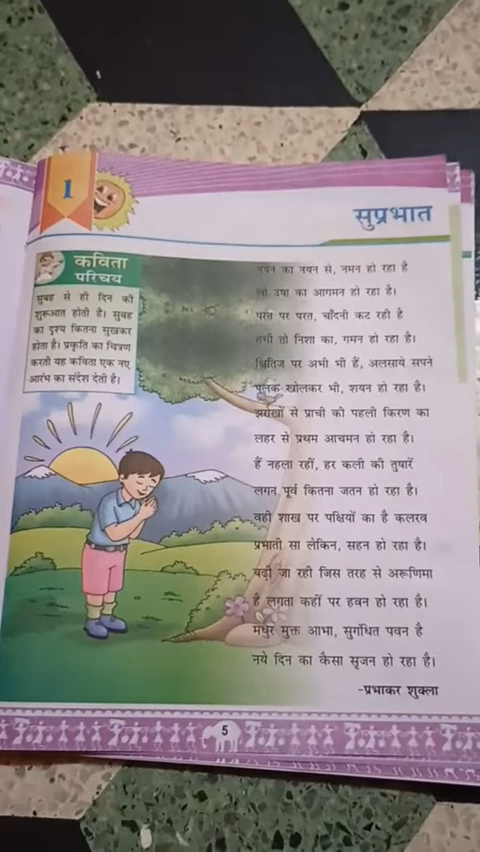 1
सुप्रभात
कविता
परिचय
सुबह से ही दिन की
शुरूआत होती है। सुबह
का दृश्य कितना सुखकर
होता है। प्रकृति का चित्रण
करती यह कविता एक नए
आरंभ का संदेश देती है।
नयन का नयन से, नमन हो रहा है
लो उषा का आगमन हो रहा है।
परत पर परत, चाँदनी कट रही है
तभी तो निशा का, गमन हो रहा है।
क्षितिज पर अभी भी हैं, अलसाये सपने
पलक खोलकर भी, शयन हो रहा है।
झरोखों से प्राची की पहली किरण का
लहर से प्रथम आचमन हो रहा है।
हैं नहला रहीं, हर कली को तुषारें
लगन पूर्व कितना जतन हो रहा है।
वही शाख पर पक्षियों का है कलरव
प्रभाती सा लेकिन, सहन हो रहा है।
बढ़ी जा रही जिस तरह से अरूणिमा
है लगता कहीं पर हवन हो रहा है।
मधुर मुक्त आभा, सुगंधित पवन है
नये दिन का कैसा सृजन हो रहा है।
-प्रभाकर शुक्ला
5